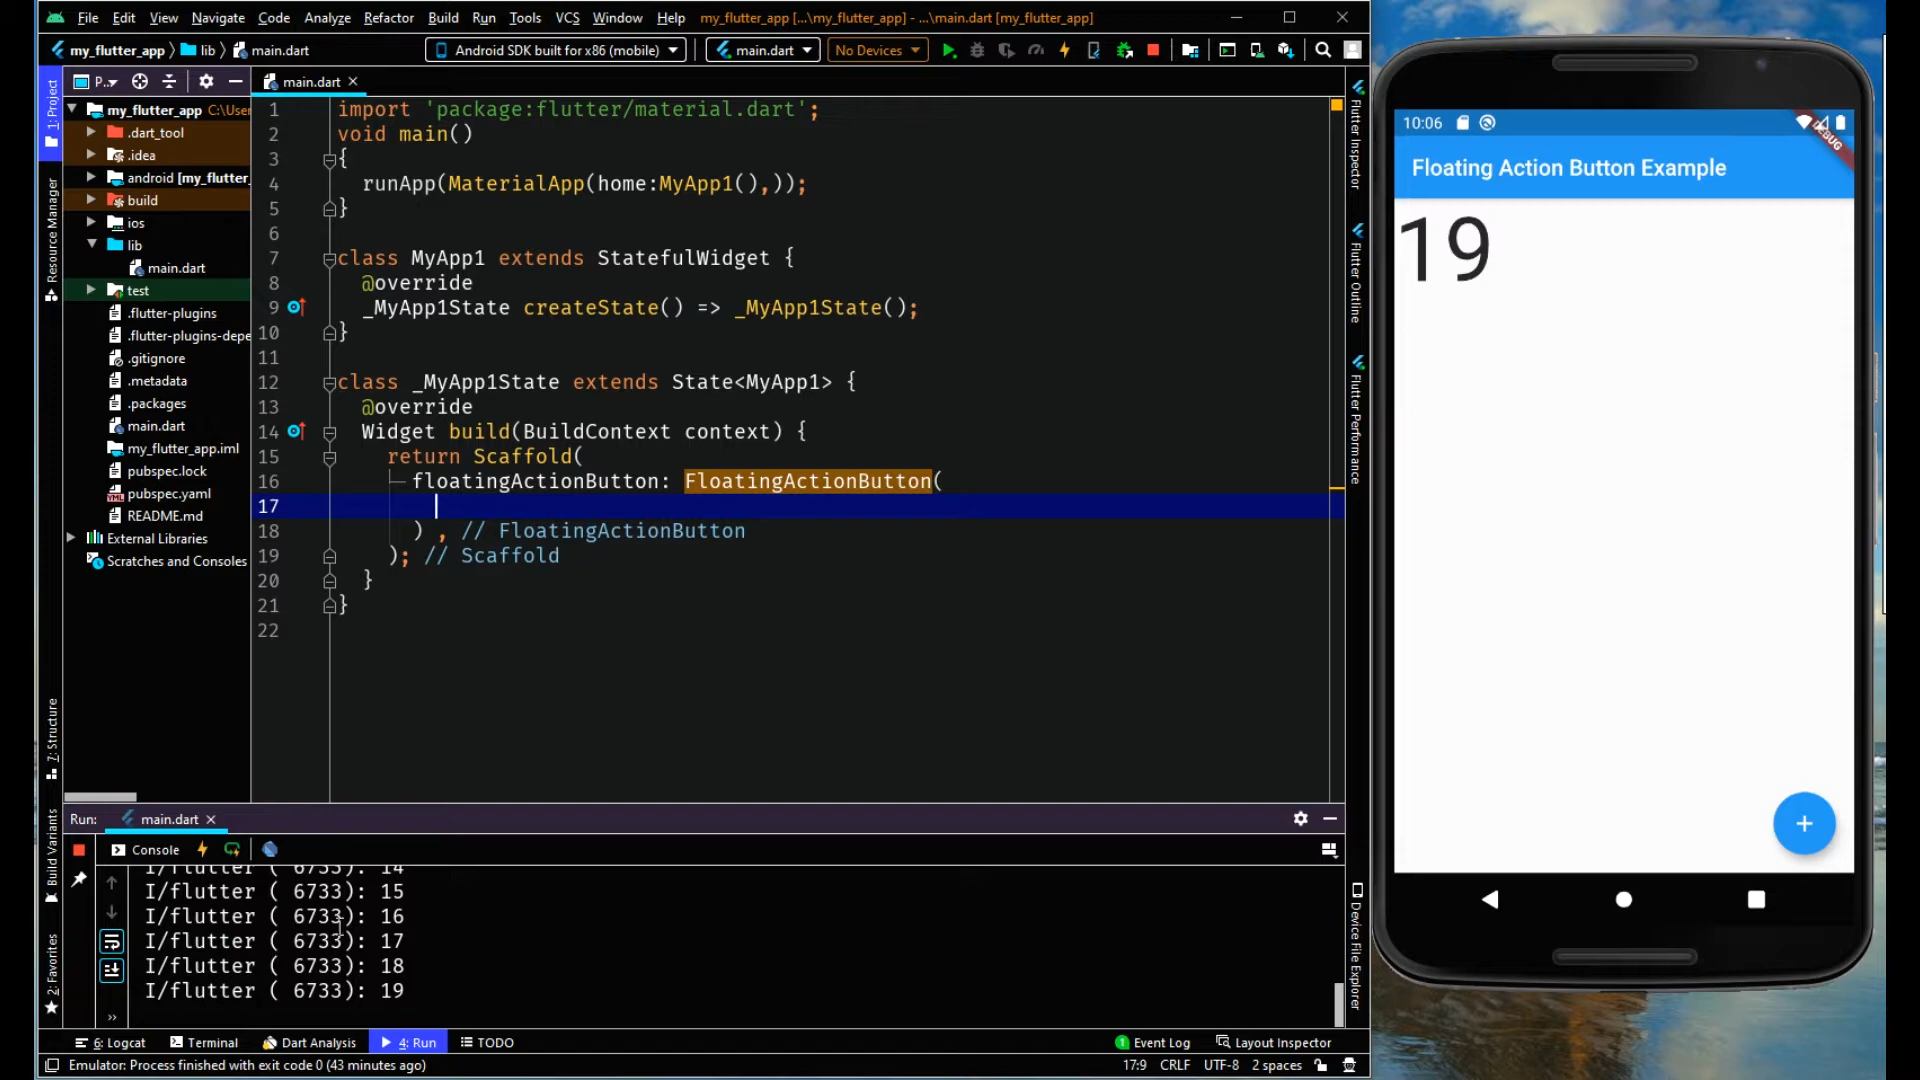 File Edit View Navigate Code Analyze Refactor Build Run Tools VCS Window Help my_flutter_app [...\my_flutter_app] - ...\main.dart [my_flutter_app]
my_flutter_app lib main.dart Android SDK built for x86 (mobile) main.dart No Devices
P.. main.dart
my_flutter_app C:\User
.dart_tool
.idea
android [my_flutter_
build
ios
lib
main.dart
test
.flutter-plugins
.flutter-plugins-depe
.gitignore
.metadata
.packages
main.dart
my_flutter_app.iml
pubspec.lock
pubspec.yaml
README.md
External Libraries
Scratches and Consoles
1: Project
Resource Manager
7: Structure
Build Variants
2: Favorites
1 import 'package:flutter/material.dart';
2 void main()
3 {
4 runApp(MaterialApp(home:MyApp1(),));
5 }
6
7 class MyApp1 extends StatefulWidget {
8 @override
9 _MyApp1State createState() => _MyApp1State();
10 }
11
12 class _MyApp1State extends State<MyApp1> {
13 @override
14 Widget build(BuildContext context) {
15 return Scaffold(
16 floatingActionButton: FloatingActionButton(
17
18 ) , // FloatingActionButton
19 ); // Scaffold
20 }
21 }
22
Flutter Inspector
Flutter Outline
Flutter Performance
Device File Explorer
Run: main.dart
Console
I/flutter ( 6733): 14
I/flutter ( 6733): 15
I/flutter ( 6733): 16
I/flutter ( 6733): 17
I/flutter ( 6733): 18
I/flutter ( 6733): 19
6: Logcat Terminal Dart Analysis 4: Run TODO 1 Event Log Layout Inspector
Emulator: Process finished with exit code 0 (43 minutes ago) 17:9 CRLF UTF-8 2 spaces
10:06
DEBUG
Floating Action Button Example
19
+